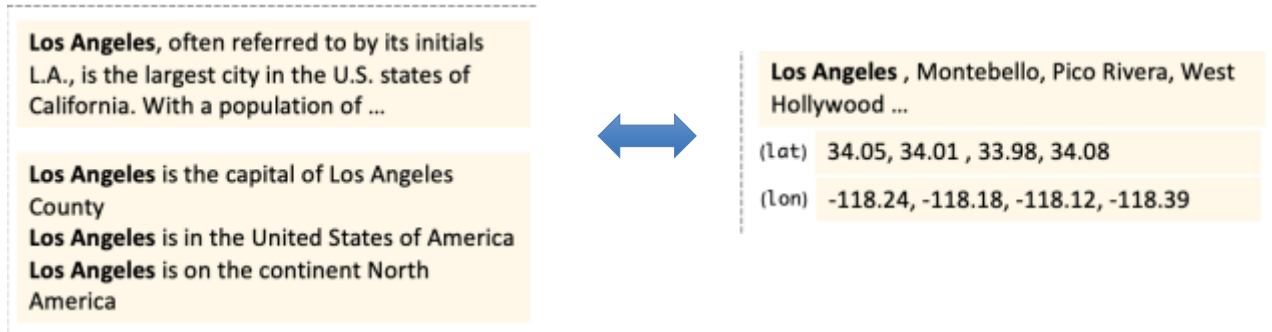 Los Angeles, often referred to by its initials
L.A., is the largest city in the U.S. states of
California. With a population of ...
Los Angeles is the capital of Los Angeles
County
Los Angeles is in the United States of America
Los Angeles is on the continent North
America
Los Angeles , Montebello, Pico Rivera, West
Hollywood ...
(lat) 34.05, 34.01 , 33.98, 34.08
(lon) -118.24, -118.18, -118.12, -118.39